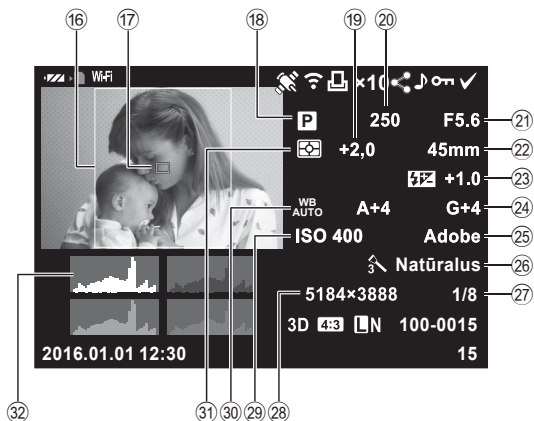 ⑯ ⑰ ⑱ ⑲ ⑳
Wi-Fi ×10
P 250 F5.6 ㉑
+2,0 45mm ㉒
+1.0 ㉓
WB AUTO A+4 G+4 ㉔
ISO 400 Adobe ㉕
3 Natūralus ㉖
5184×3888 1/8 ㉗
3D 4:3 LN 100-0015
2016.01.01 12:30 15
㉜ ㉛ ㉚ ㉙ ㉘